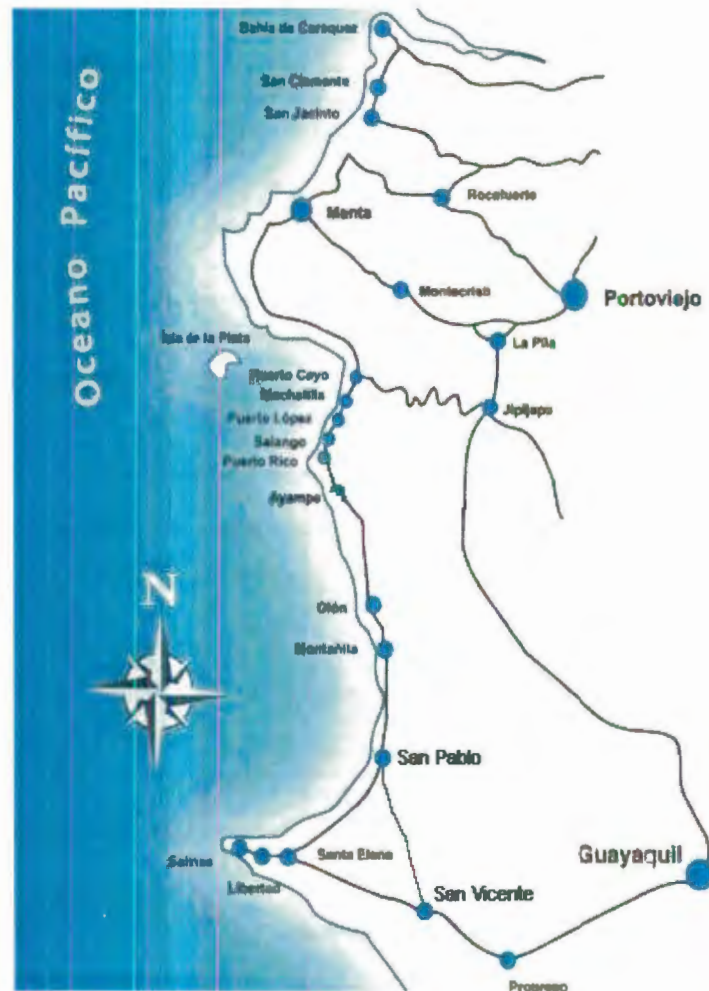 Bahia de Caraquez
San Clemente
San Jacinto
Oceano Pacífico
Rocafuerte
Manta
Montecristi
Portoviejo
Isla de la Plata
La Pila
Puerto Cayo
Machalilla
Jipijapa
Puerto López
Salango
Puerto Rico
Ayampe
N
Olón
Montañita
San Pablo
Salinas
Santa Elena
Guayaquil
Libertad
San Vicente
Progreso